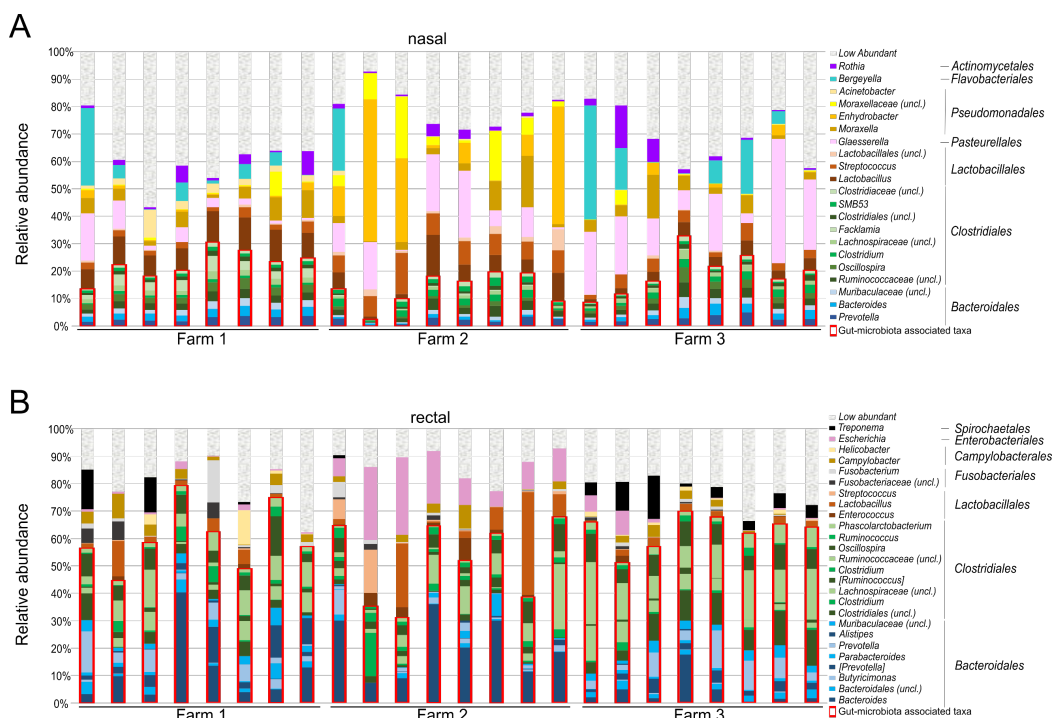 A
nasal
Relative abundance
100%
90%
80%
70%
60%
50%
40%
30%
20%
10%
0%
Farm 1
Farm 2
Farm 3
Low Abundant
Rothia
Bergeyella
Acinetobacter
Moraxellaceae (uncl.)
Enhydrobacter
Moraxella
Glaesserella
Lactobacillales (uncl.)
Streptococcus
Lactobacillus
Clostridiaceae (uncl.)
SMB53
Clostridiales (uncl.)
Facklamia
Lachnospiraceae (uncl.)
Clostridium
Oscillospira
Ruminococcaceae (uncl.)
Muribaculaceae (uncl.)
Bacteroides
Prevotella
Gut-microbiota associated taxa
Actinomycetales
Flavobacteriales
Pseudomonadales
Pasteurellales
Lactobacillales
Clostridiales
Bacteroidales
B
rectal
Relative abundance
100%
90%
80%
70%
60%
50%
40%
30%
20%
10%
0%
Farm 1
Farm 2
Farm 3
Low abundant
Treponema
Escherichia
Helicobacter
Campylobacter
Fusobacterium
Fusobacteriaceae (uncl.)
Streptococcus
Lactobacillus
Enterococcus
Phascolarctobacterium
Ruminococcus
Oscillospira
Ruminococcaceae (uncl.)
Clostridium
[Ruminococcus]
Lachnospiraceae (uncl.)
Clostridium
Clostridiales (uncl.)
Muribaculaceae (uncl.)
Alistipes
Prevotella
Parabacteroides
[Prevotella]
Butyricimonas
Bacteroidales (uncl.)
Bacteroides
Gut-microbiota associated taxa
Spirochaetales
Enterobacteriales
Campylobacterales
Fusobacteriales
Lactobacillales
Clostridiales
Bacteroidales